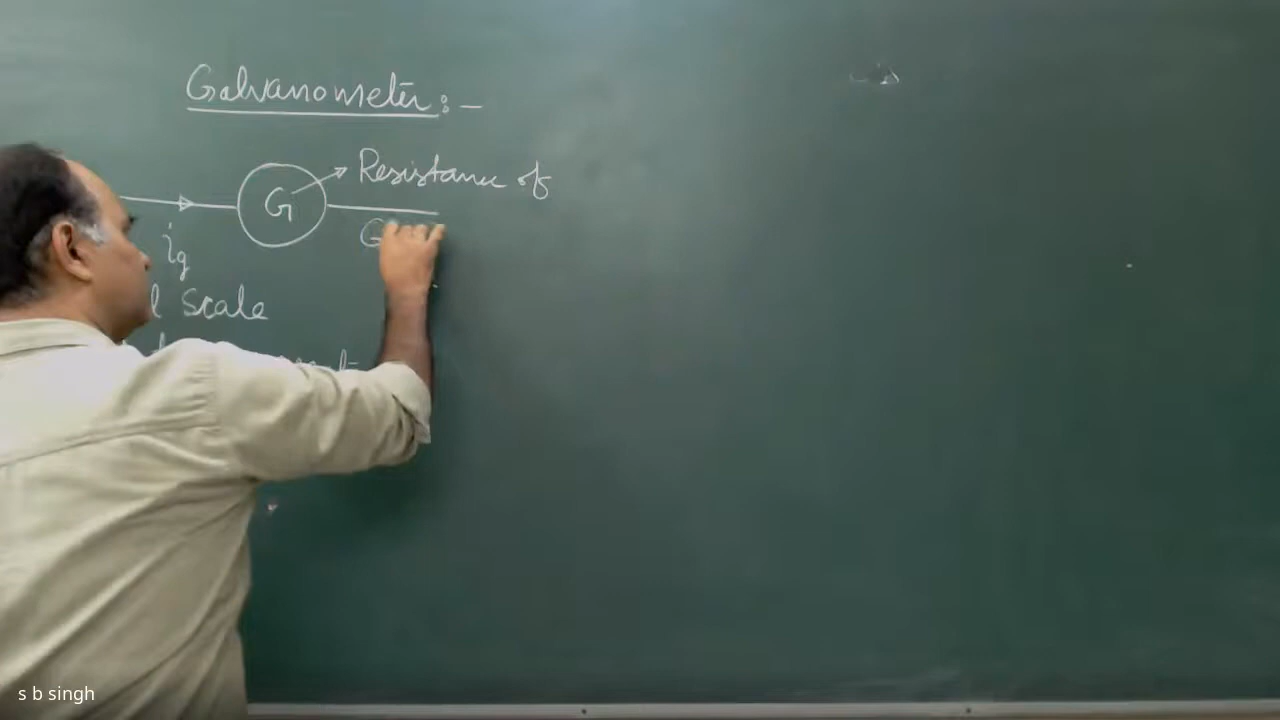 Galvanometer:-
G → Resistance of
G
ig
scale
s b singh